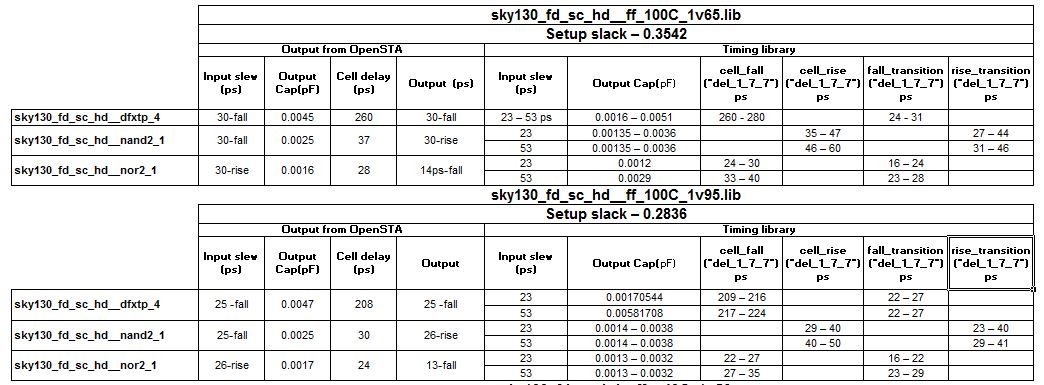 sky130_fd_sc_hd__ff_100C_1v65.lib
Setup slack – 0.3542
Output from OpenSTA Timing library
Input slew (ps) Output Cap(pF) Cell delay (ps) Output (ps) Input slew (ps) Output Cap(pF) cell_fall ("del_1_7_7") ps cell_rise ("del_1_7_7") ps fall_transition ("del_1_7_7") ps rise_transition ("del_1_7_7") ps
sky130_fd_sc_hd__dfxtp_4 30-fall 0.0045 260 30-fall 23 – 53 ps 0.0016 – 0.0051 260 - 280 24 - 31
sky130_fd_sc_hd__nand2_1 30-fall 0.0025 37 30-rise 23 0.00135 – 0.0036 35 – 47 27 – 44
53 0.00135 – 0.0036 46 – 60 31 – 46
sky130_fd_sc_hd__nor2_1 30-rise 0.0016 28 14ps-fall 23 0.0012 24 – 30 16 – 24
53 0.0029 33 – 40 23 – 28
sky130_fd_sc_hd__ff_100C_1v95.lib
Setup slack – 0.2836
Output from OpenSTA Timing library
Input slew (ps) Output Cap(pF) Cell delay (ps) Output Input slew (ps) Output Cap(pF) cell_fall ("del_1_7_7") ps cell_rise ("del_1_7_7") ps fall_transition ("del_1_7_7") ps rise_transition ("del_1_7_7") ps
sky130_fd_sc_hd__dfxtp_4 25 -fall 0.0047 208 25 -fall 23 0.00170544 209 – 216 22 – 27
53 0.00581708 217 – 224 22 – 27
sky130_fd_sc_hd__nand2_1 25-fall 0.0025 30 26-rise 23 0.0014 – 0.0038 29 – 40 23 – 40
53 0.0014 – 0.0038 40 – 50 29 – 41
sky130_fd_sc_hd__nor2_1 26-rise 0.0017 24 13-fall 23 0.0013 – 0.0032 22 – 27 16 – 22
53 0.0013 – 0.0032 27 – 35 23 – 29